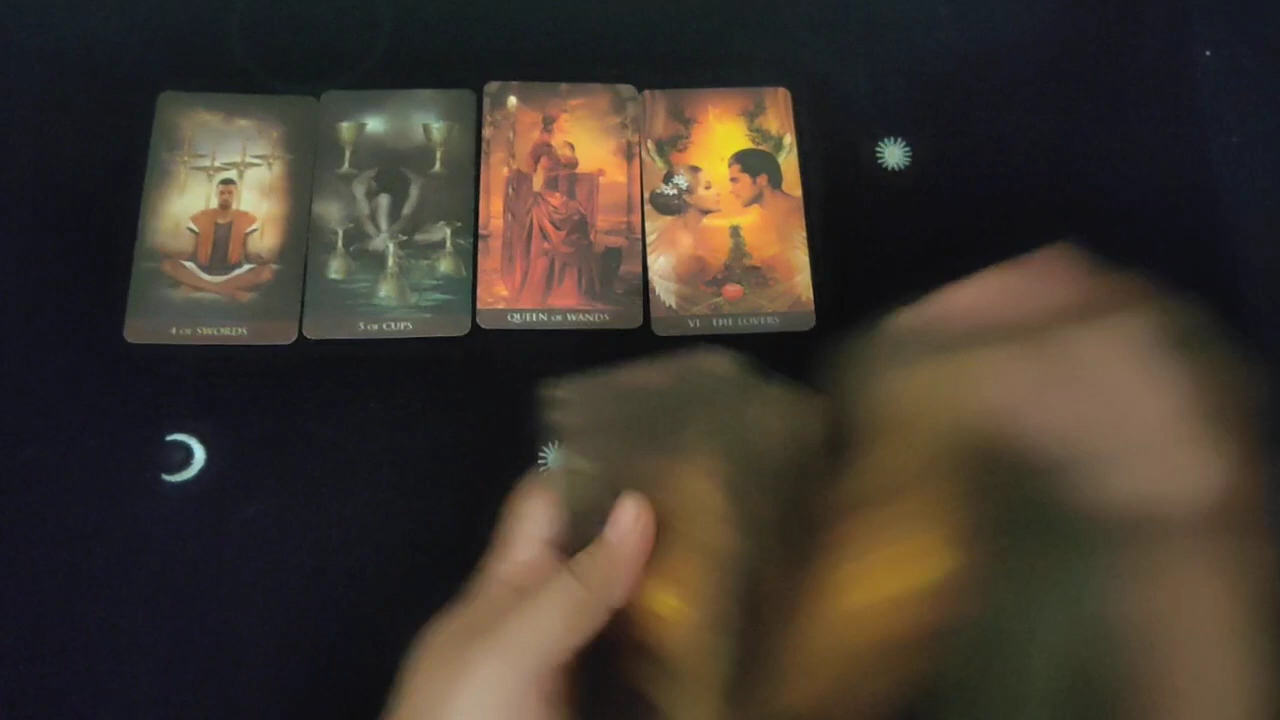 4 OF SWORDS
5 OF CUPS
QUEEN OF WANDS
VI THE LOVERS